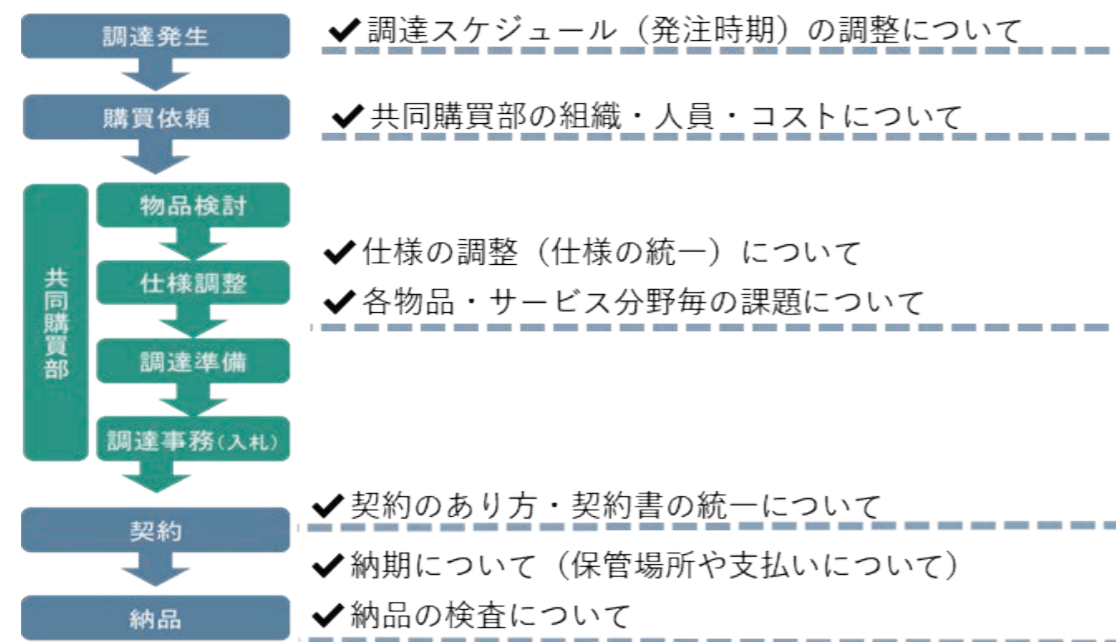 調達発生
✔調達スケジュール（発注時期）の調整について
購買依頼
✔共同購買部の組織・人員・コストについて
共同購買部
物品検討
仕様調整
調達準備
調達事務(入札)
✔仕様の調整（仕様の統一）について
✔各物品・サービス分野毎の課題について
契約
✔契約のあり方・契約書の統一について
✔納期について（保管場所や支払いについて）
納品
✔納品の検査について